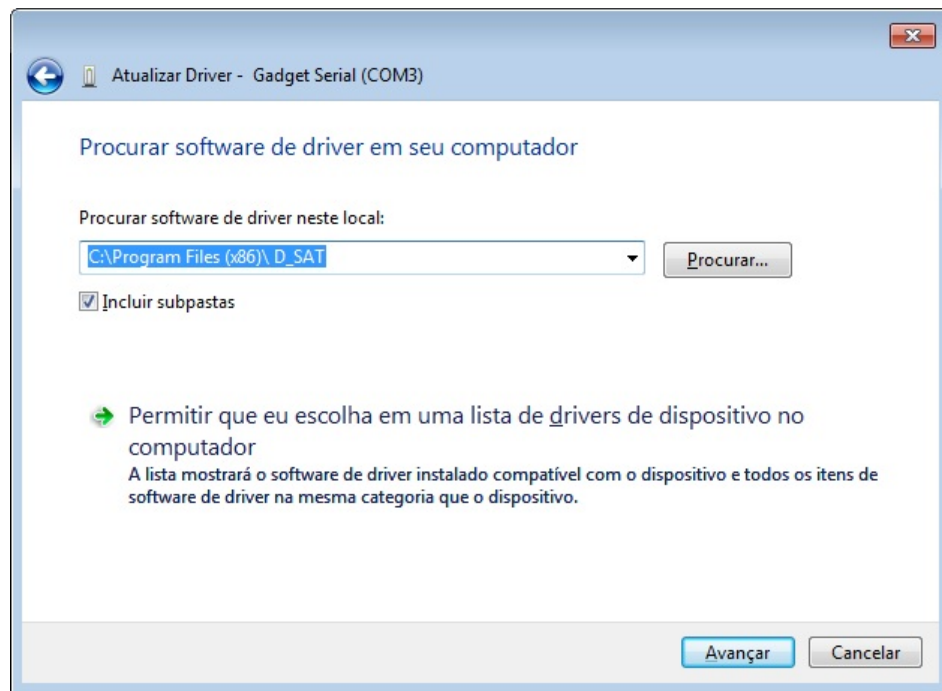 Atualizar Driver - Gadget Serial (COM3)
Procurar software de driver em seu computador
Procurar software de driver neste local:
C:\Program Files (x86)\ D_SAT
Procurar...
Incluir subpastas
Permitir que eu escolha em uma lista de drivers de dispositivo no
computador
A lista mostrará o software de driver instalado compatível com o dispositivo e todos os itens de
software de driver na mesma categoria que o dispositivo.
Avançar
Cancelar